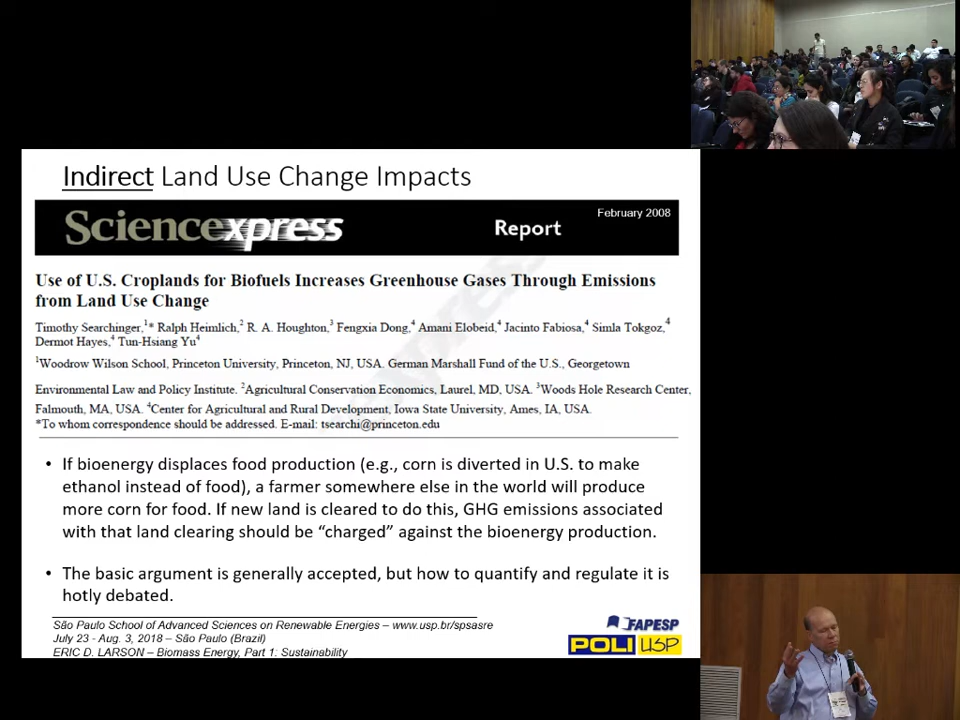 Indirect Land Use Change Impacts
Sciencexpress
Report
February 2008
Use of U.S. Croplands for Biofuels Increases Greenhouse Gases Through Emissions
from Land Use Change
Timothy Searchinger,1* Ralph Heimlich,2 R. A. Houghton,3 Fengxia Dong,4 Amani Elobeid,4 Jacinto Fabiosa,4 Simla Tokgoz,4
Dermot Hayes,4 Tun-Hsiang Yu4
1Woodrow Wilson School, Princeton University, Princeton, NJ, USA. German Marshall Fund of the U.S., Georgetown
Environmental Law and Policy Institute. 2Agricultural Conservation Economics, Laurel, MD, USA. 3Woods Hole Research Center,
Falmouth, MA, USA. 4Center for Agricultural and Rural Development, Iowa State University, Ames, IA, USA.
*To whom correspondence should be addressed. E-mail: tsearchi@princeton.edu
• If bioenergy displaces food production (e.g., corn is diverted in U.S. to make
ethanol instead of food), a farmer somewhere else in the world will produce
more corn for food. If new land is cleared to do this, GHG emissions associated
with that land clearing should be “charged” against the bioenergy production.
• The basic argument is generally accepted, but how to quantify and regulate it is
hotly debated.
São Paulo School of Advanced Sciences on Renewable Energies – www.usp.br/spsasre
July 23 - Aug. 3, 2018 – São Paulo (Brazil)
ERIC D. LARSON – Biomass Energy, Part 1: Sustainability
FAPESP
POLI USP